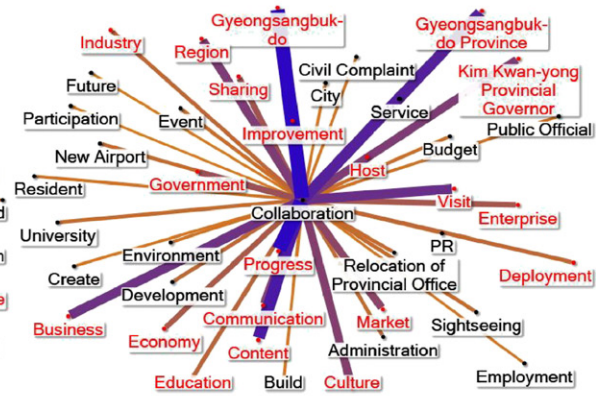 Gyeongsangbuk-
do
Gyeongsangbuk-
do Province
Industry
Region
Civil Complaint
Kim Kwan-yong
Provincial
Governor
Future
Sharing
City
Participation
Event
Service
Improvement
Public Official
New Airport
Budget
Host
Resident
Government
Visit
Collaboration
Enterprise
University
PR
Environment
Progress
Relocation of
Provincial Office
Deployment
Create
Development
Business
Communication
Market
Sightseeing
Economy
Content
Administration
Education
Build
Culture
Employment